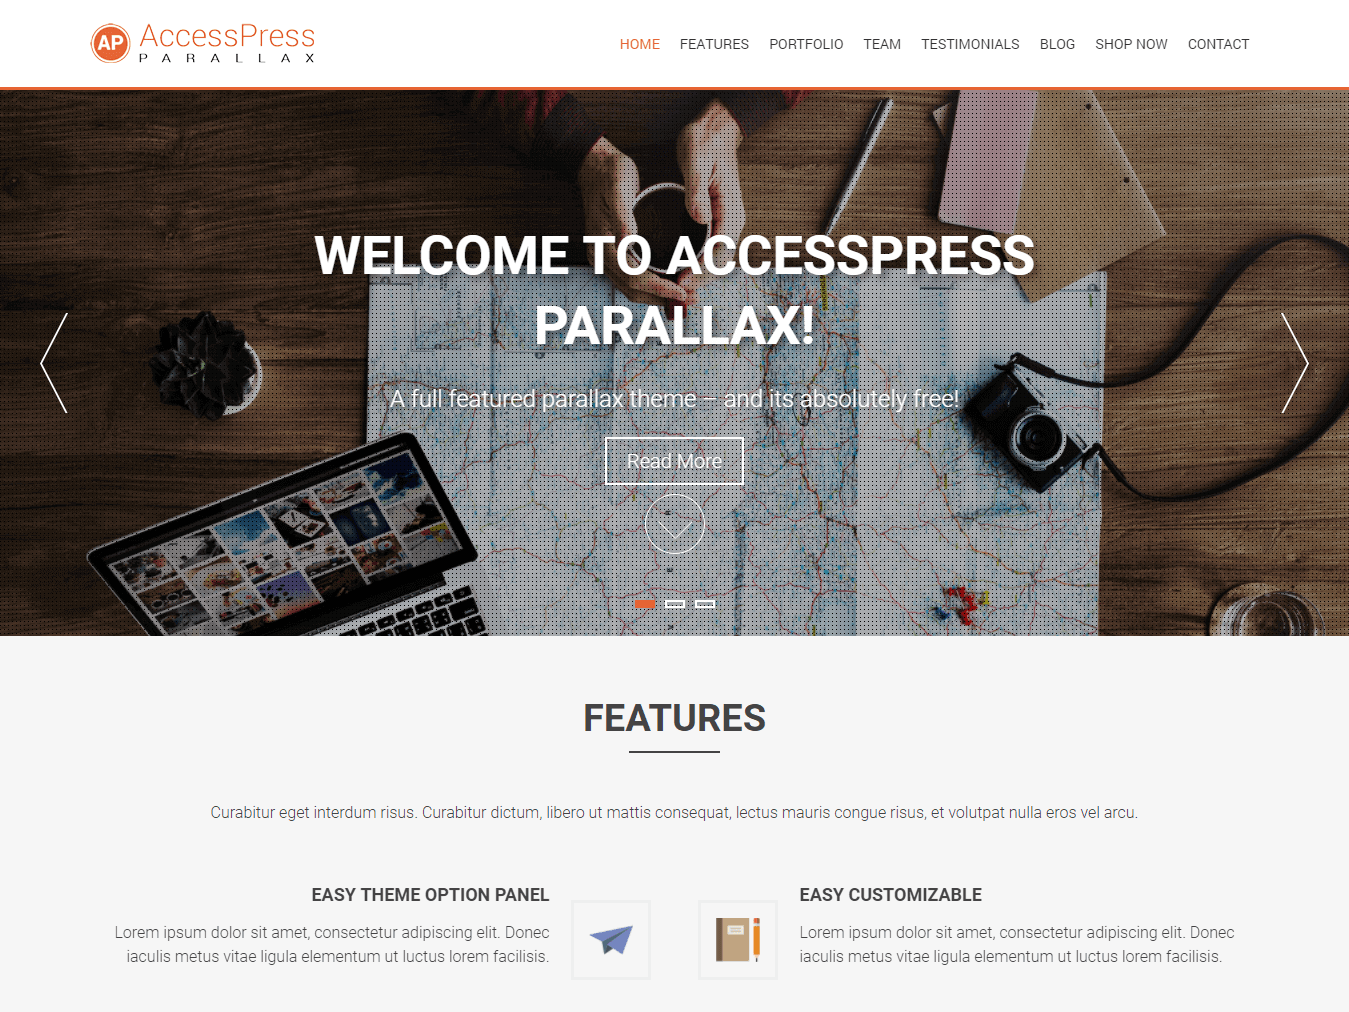 AP AccessPress
PARALLAX
HOME FEATURES PORTFOLIO TEAM TESTIMONIALS BLOG SHOP NOW CONTACT
WELCOME TO ACCESSPRESS
PARALLAX!
A full featured parallax theme – and its absolutely free!
Read More
FEATURES
Curabitur eget interdum risus. Curabitur dictum, libero ut mattis consequat, lectus mauris congue risus, et volutpat nulla eros vel arcu.
EASY THEME OPTION PANEL
Lorem ipsum dolor sit amet, consectetur adipiscing elit. Donec
iaculis metus vitae ligula elementum ut luctus lorem facilisis.
EASY CUSTOMIZABLE
Lorem ipsum dolor sit amet, consectetur adipiscing elit. Donec
iaculis metus vitae ligula elementum ut luctus lorem facilisis.